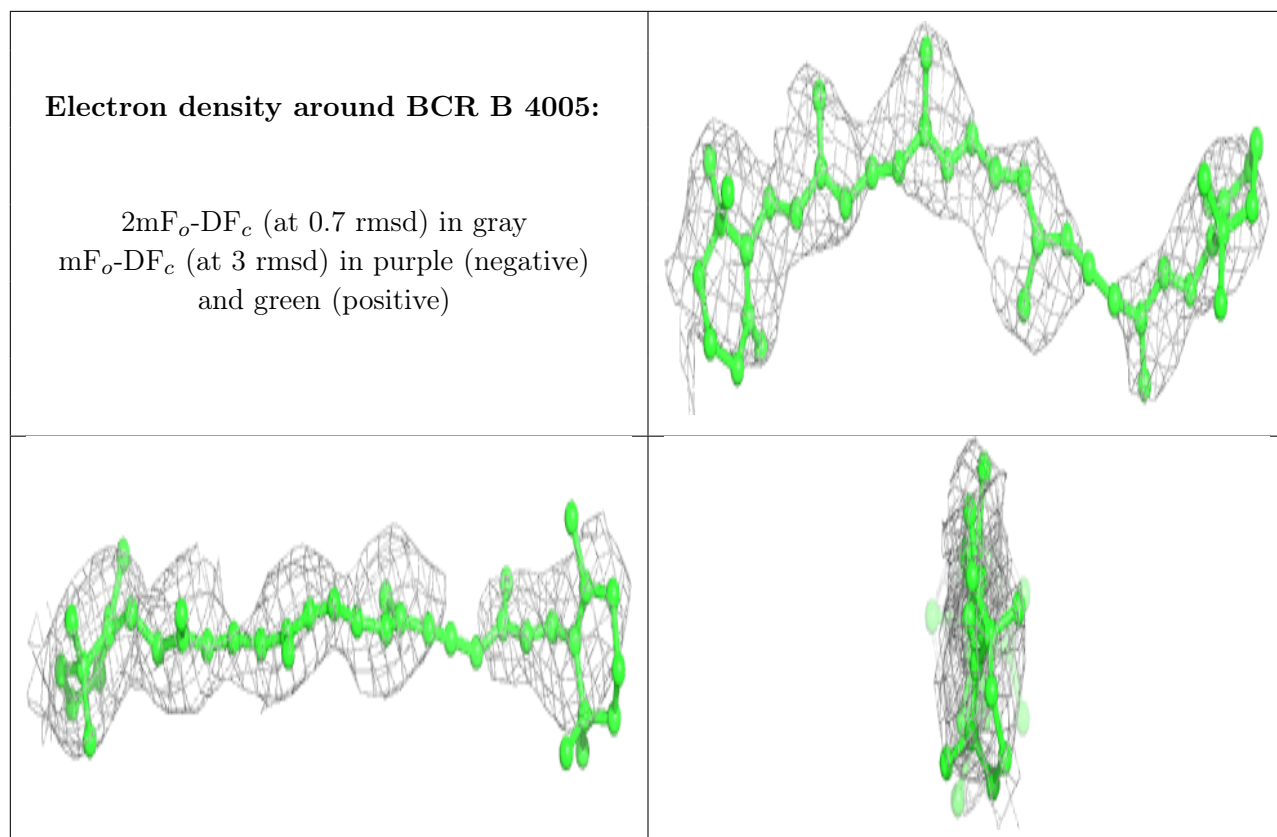 Electron density around BCR B 4005:
2mFo-DFc (at 0.7 rmsd) in gray
mFo-DFc (at 3 rmsd) in purple (negative)
and green (positive)